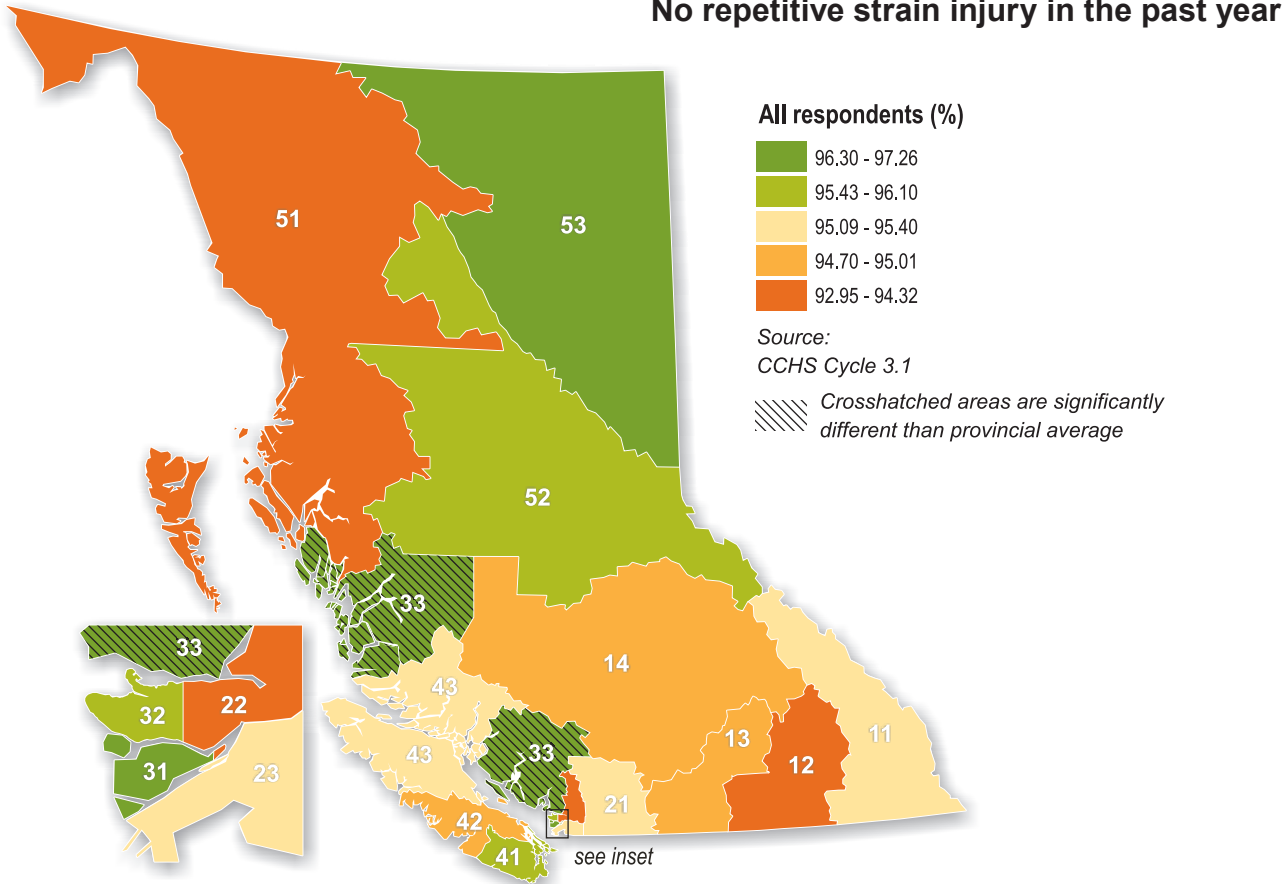 No repetitive strain injury in the past year
All respondents (%)
96.30 - 97.26
95.43 - 96.10
95.09 - 95.40
94.70 - 95.01
92.95 - 94.32
Source:
CCHS Cycle 3.1
Crosshatched areas are significantly
different than provincial average
51
53
52
33
14
43
43
33
13
11
12
21
42
41
see inset
33
32
22
31
23